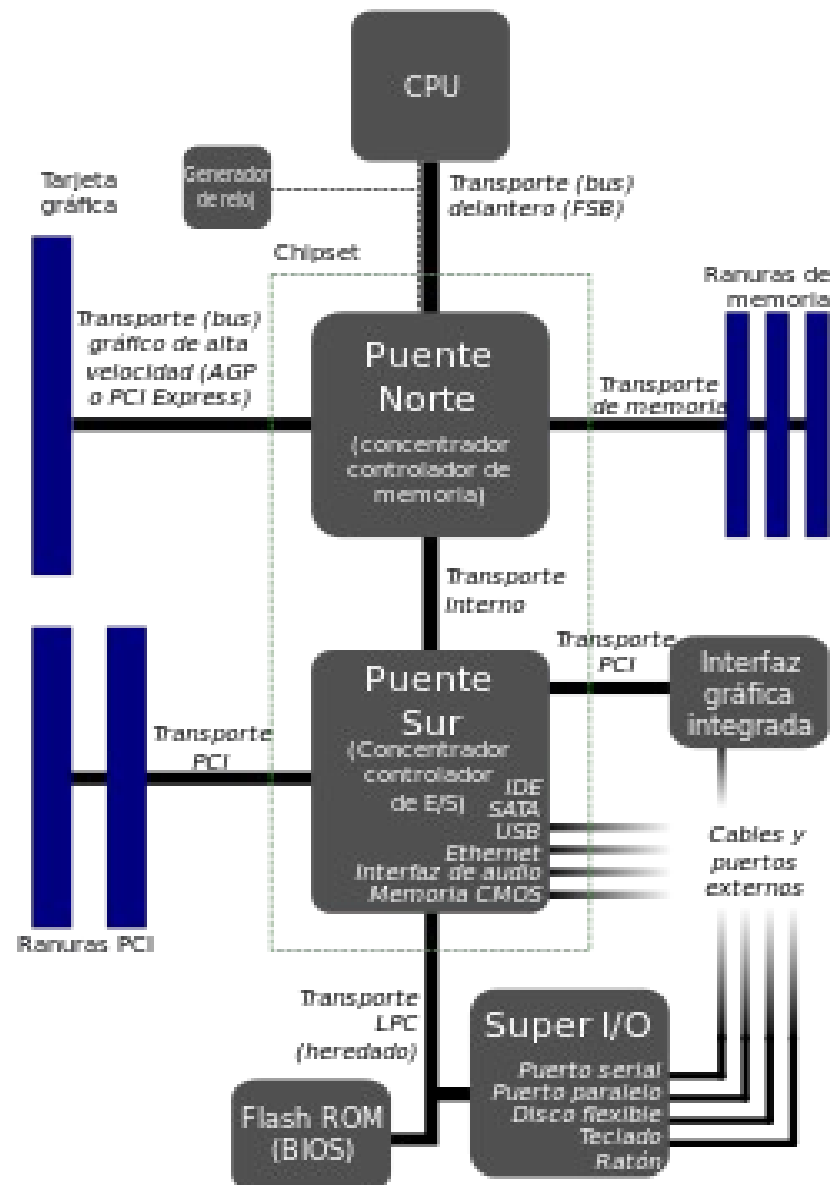 CPU
Generador
de reloj
Transporte (bus)
delantero (FSB)
Tarjeta
gráfica
Chipset
Ranuras de
memoria
Transporte (bus)
gráfico de alta
velocidad (AGP
o PCI Express)
Puente
Norte
(concentrador
controlador de
memoria)
Transporte
de memoria
Transporte
Interno
Transporte
PCI
Interfaz
gráfica
integrada
Puente
Sur
(Concentrador
controlador
de E/S)
IDE
SATA
USB
Ethernet
Interfaz de audio
Memoria CMOS
Transporte
PCI
Ranuras PCI
Cables y
puertos
externos
Transporte
LPC
(heredado)
Super I/O
Puerto serial
Puerto paralelo
Disco flexible
Teclado
Ratón
Flash ROM
(BIOS)